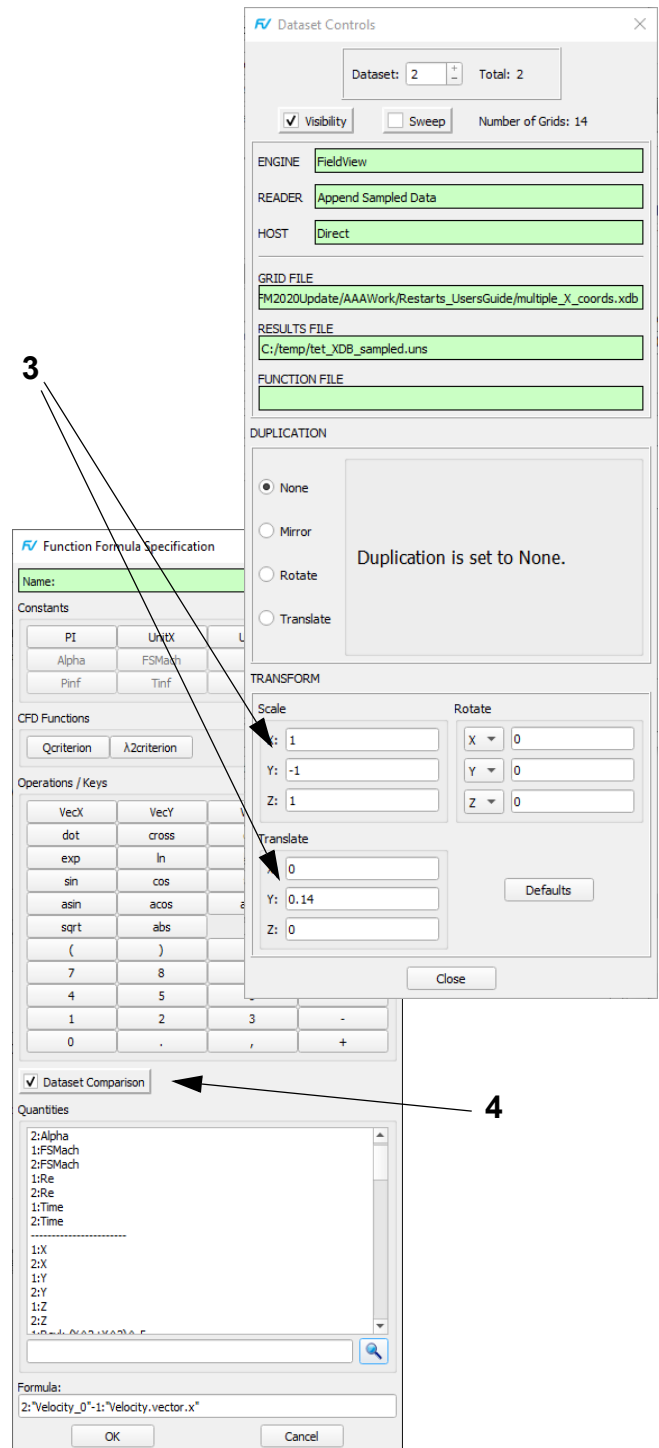 Dataset Controls
Dataset: 2 Total: 2
Visibility Sweep Number of Grids: 14
ENGINE FieldView
READER Append Sampled Data
HOST Direct
GRID FILE
FM2020Update/AAAWork/Restarts_UsersGuide/multiple_X_coords.xdb
RESULTS FILE
C:/temp/tet_XDB_sampled.uns
FUNCTION FILE
DUPLICATION
None
Mirror
Rotate
Translate
Duplication is set to None.
TRANSFORM
Scale Rotate
X: 1 X 0
Y: -1 Y 0
Z: 1 Z 0
Translate
X: 0
Y: 0.14
Z: 0
Defaults
Close
3
Function Formula Specification
Name:
Constants
PI UnitX
Alpha FSMach
Pinf Tinf
CFD Functions
Qcriterion λ2criterion
Operations / Keys
VecX VecY
dot cross
exp ln
sin cos
asin acos
sqrt abs
( )
7 8
4 5
1 2 3 -
0 . , +
Dataset Comparison
4
Quantities
2:Alpha
1:FSMach
2:FSMach
1:Re
2:Re
1:Time
2:Time
------------------------
1:X
2:X
1:Y
2:Y
1:Z
2:Z
Formula:
2:"Velocity_0"-1:"Velocity.vector.x"
OK Cancel